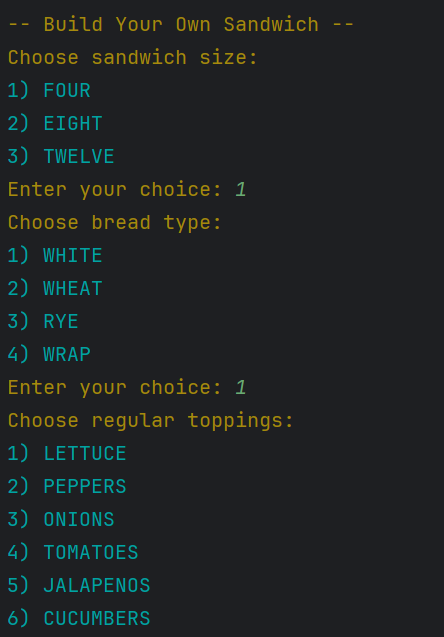 -- Build Your Own Sandwich --
Choose sandwich size:
1) FOUR
2) EIGHT
3) TWELVE
Enter your choice: 1
Choose bread type:
1) WHITE
2) WHEAT
3) RYE
4) WRAP
Enter your choice: 1
Choose regular toppings:
1) LETTUCE
2) PEPPERS
3) ONIONS
4) TOMATOES
5) JALAPENOS
6) CUCUMBERS